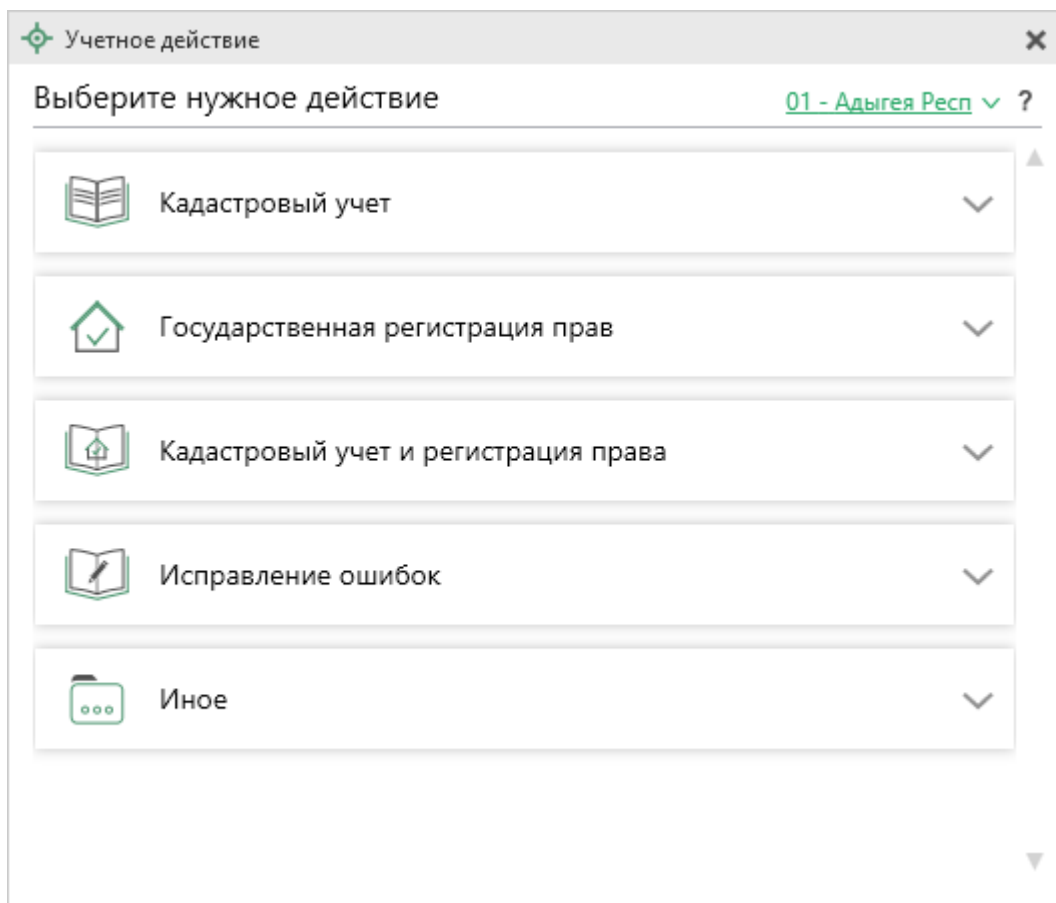 Учетное действие
Выберите нужное действие 01 - Адыгея Респ ?
Кадастровый учет
Государственная регистрация прав
Кадастровый учет и регистрация права
Исправление ошибок
Иное